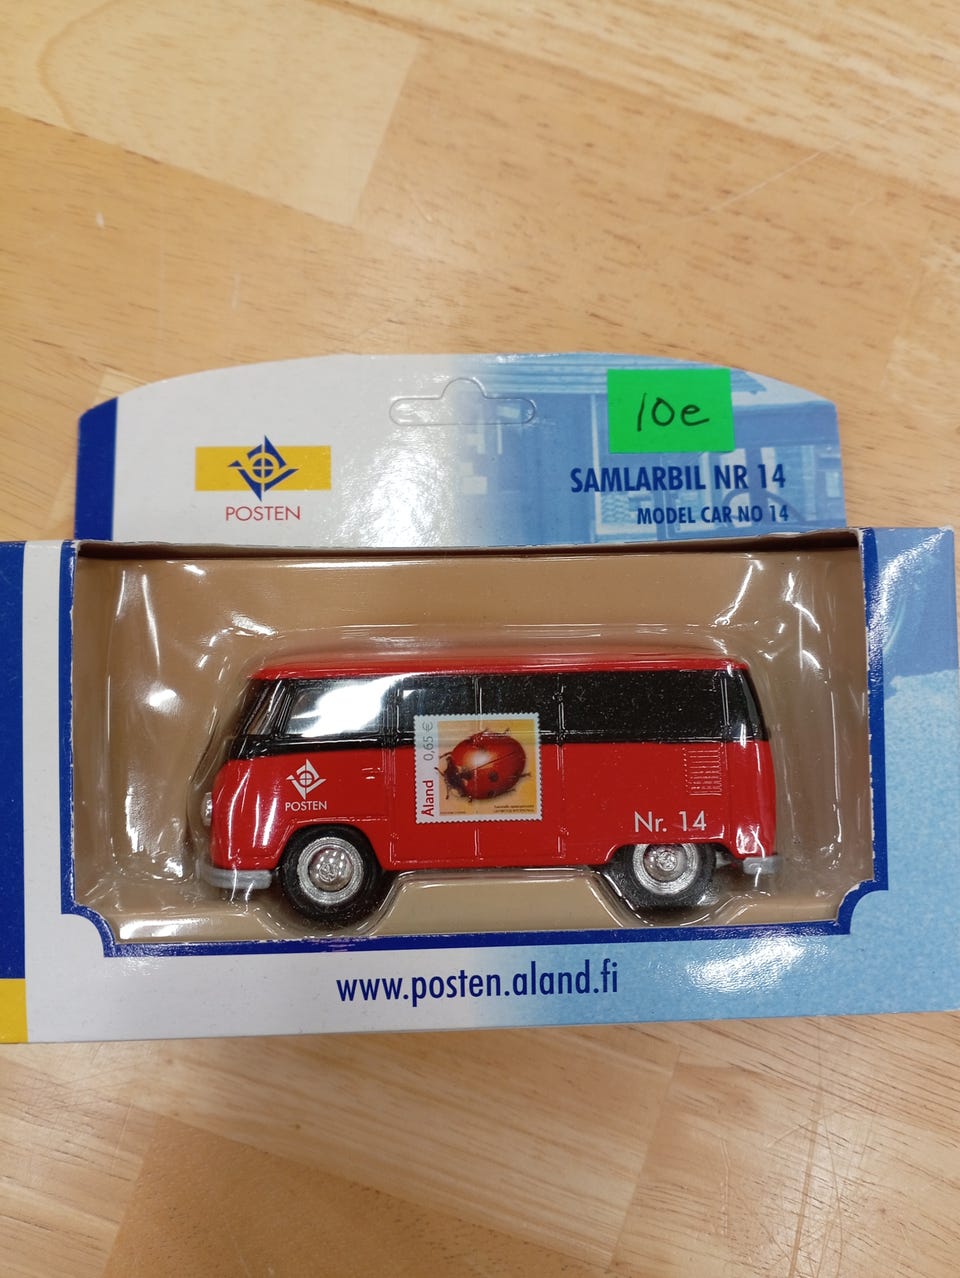 10e
POSTEN
SAMLARBIL NR 14
MODEL CAR NO 14
Åland 0,65 €
POSTEN
Nr. 14
www.posten.aland.fi